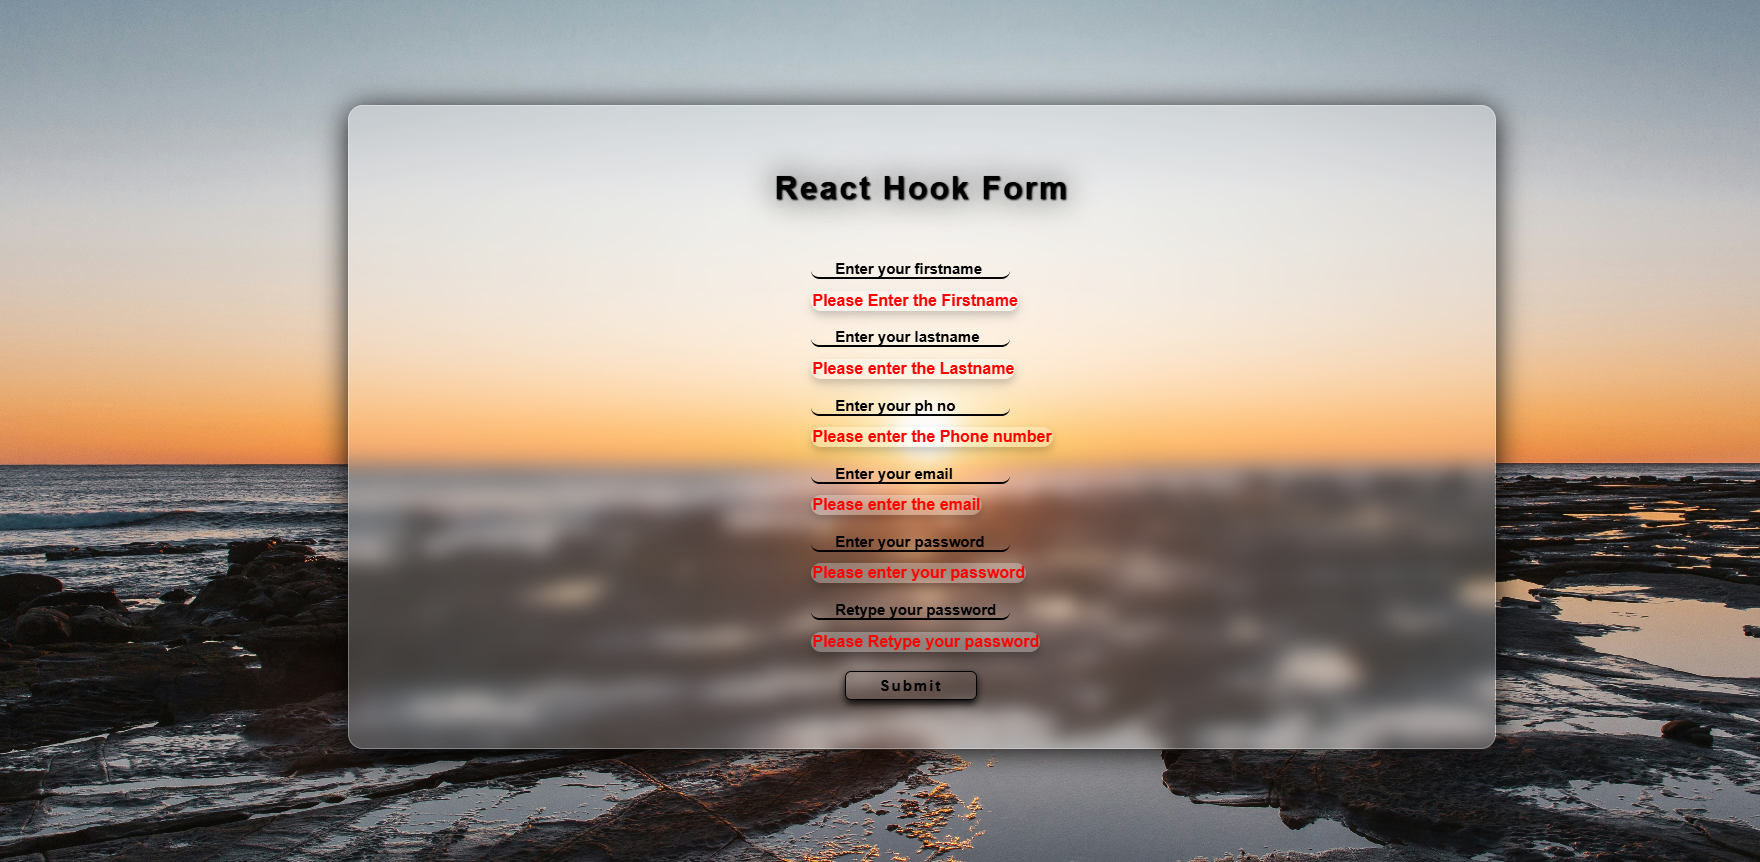 React Hook Form
Enter your firstname
Please Enter the Firstname
Enter your lastname
Please enter the Lastname
Enter your ph no
Please enter the Phone number
Enter your email
Please enter the email
Enter your password
Please enter your password
Retype your password
Please Retype your password
Submit